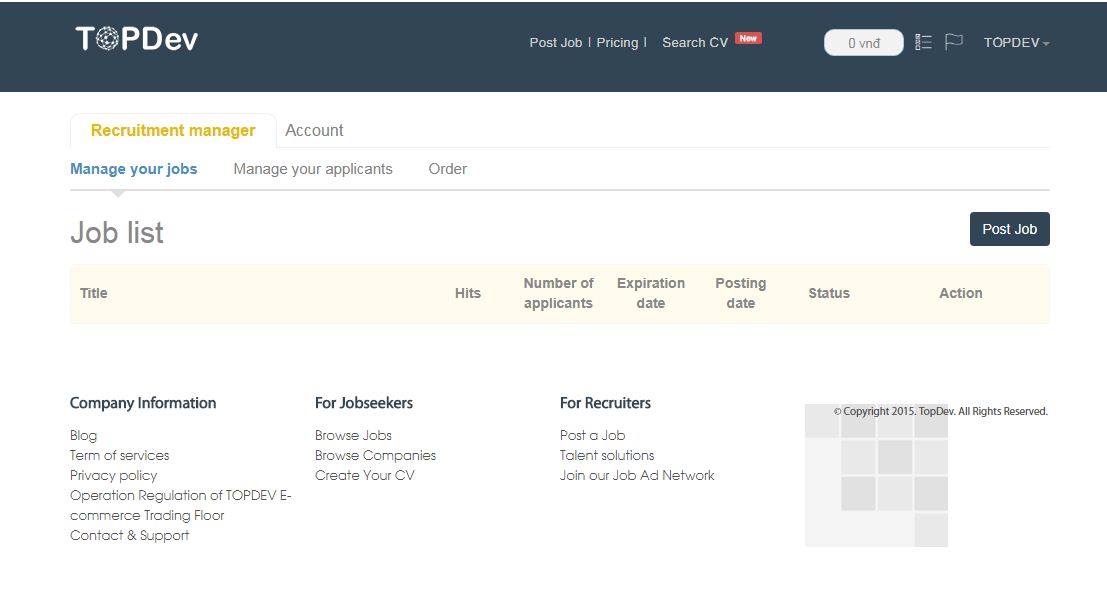 TOPDev
Post Job | Pricing | Search CV New
0 vnđ
TOPDEV
Recruitment manager Account
Manage your jobs Manage your applicants Order
Job list
Post Job
Title Hits Number of applicants Expiration date Posting date Status Action
Company Information
Blog
Term of services
Privacy policy
Operation Regulation of TOPDEV E-
commerce Trading Floor
Contact & Support
For Jobseekers
Browse Jobs
Browse Companies
Create Your CV
For Recruiters
Post a Job
Talent solutions
Join our Job Ad Network
© Copyright 2015. TopDev. All Rights Reserved.